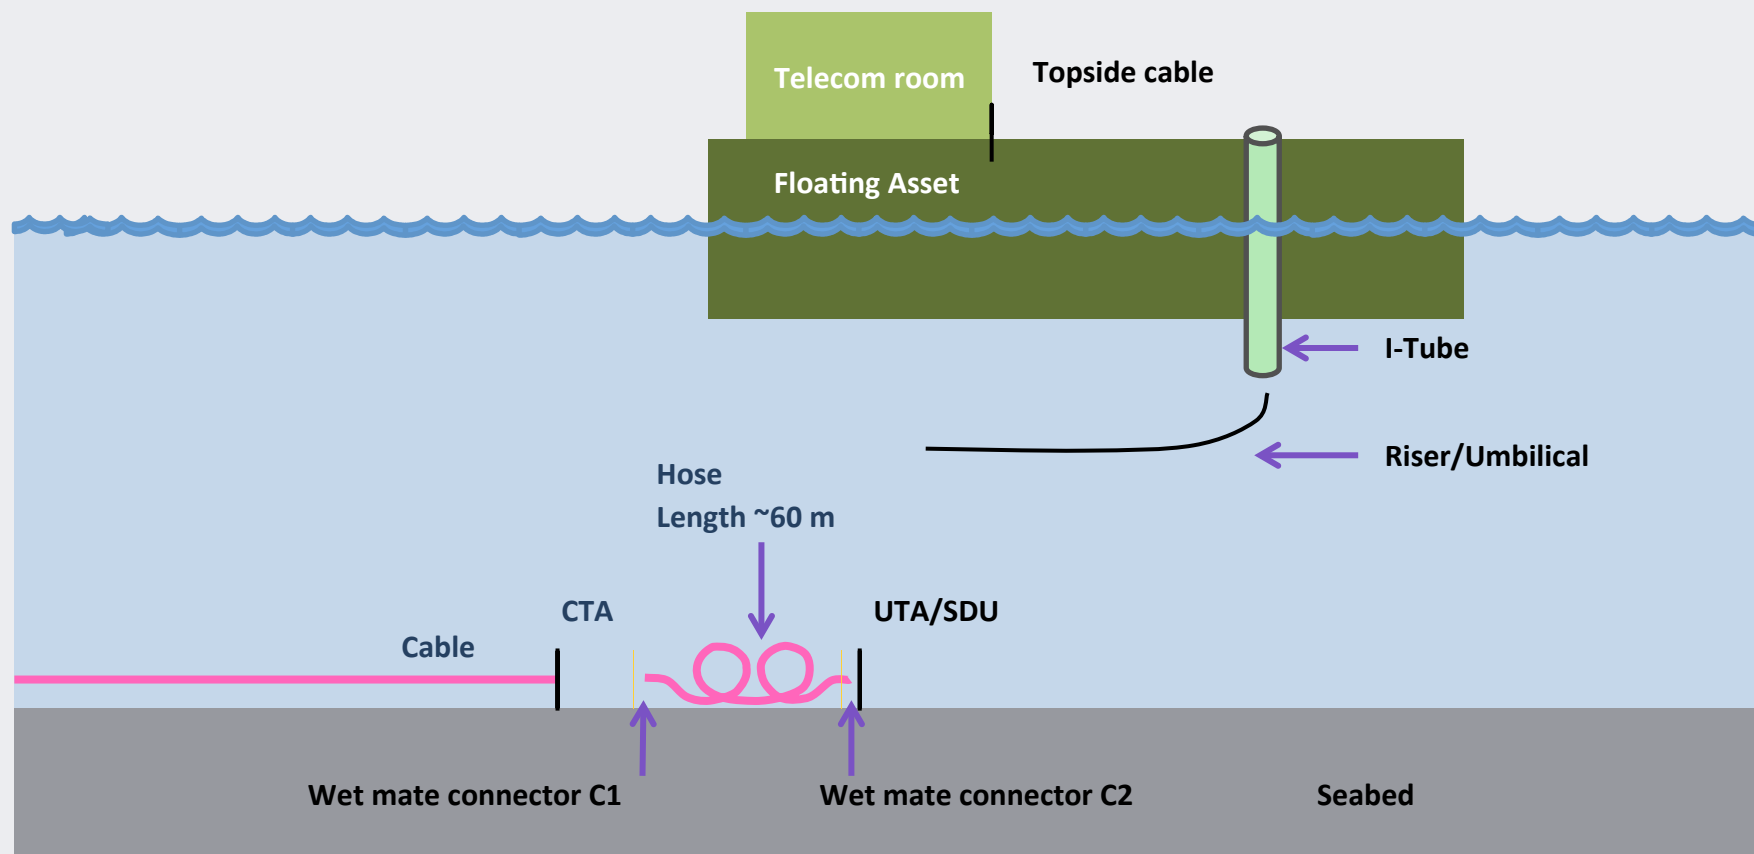 Telecom room
Topside cable
Floating Asset
I-Tube
Riser/Umbilical
Hose
Length ~60 m
CTA
UTA/SDU
Cable
Wet mate connector C1
Wet mate connector C2
Seabed